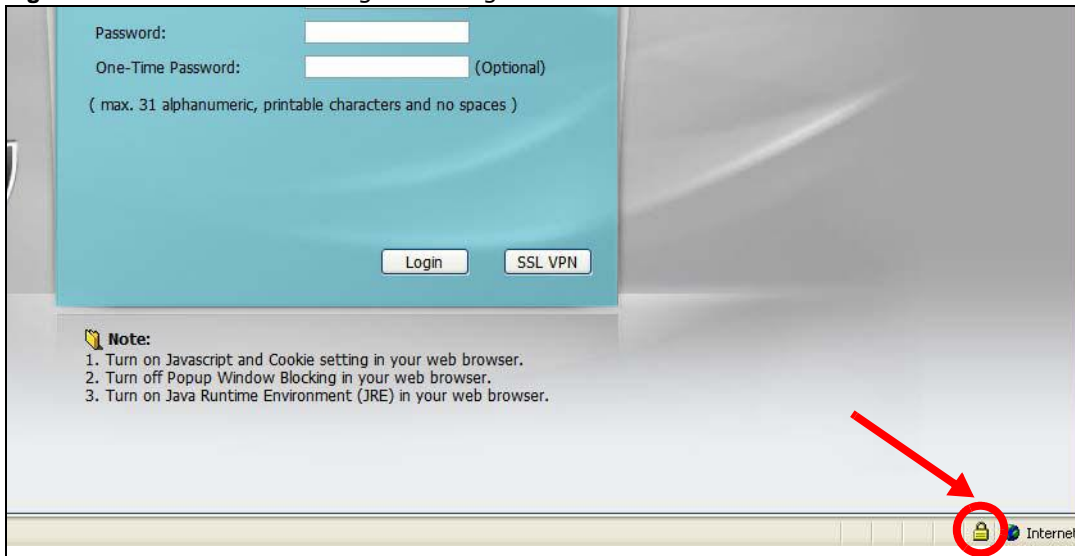 Password:
One-Time Password: (Optional)
( max. 31 alphanumeric, printable characters and no spaces )
Login SSL VPN
Note:
1. Turn on Javascript and Cookie setting in your web browser.
2. Turn off Popup Window Blocking in your web browser.
3. Turn on Java Runtime Environment (JRE) in your web browser.
Internet